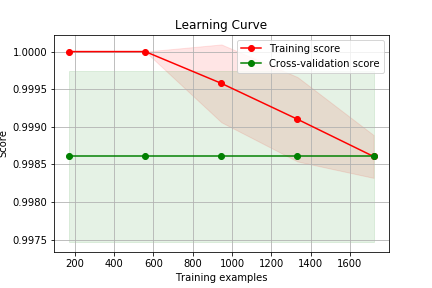 Learning Curve
Training score
Cross-validation score
1.0000
0.9995
0.9990
0.9985
0.9980
0.9975
Score
200 400 600 800 1000 1200 1400 1600
Training examples